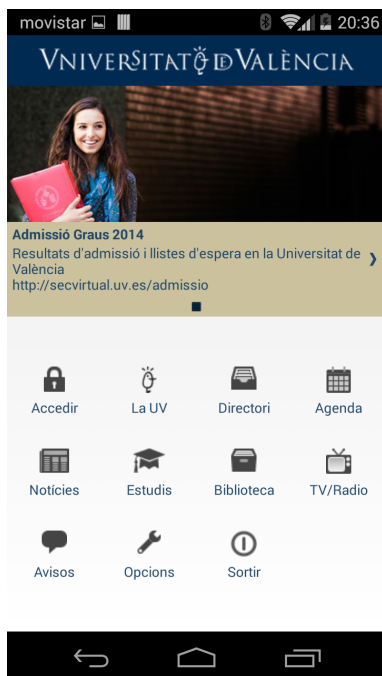 movistar 20:36
VNIVERSITAT DE VALÈNCIA
Admissió Graus 2014
Resultats d'admissió i llistes d'espera en la Universitat de
València
http://secvirtual.uv.es/admissio
Accedir La UV Directori Agenda
Notícies Estudis Biblioteca TV/Radio
Avisos Opcions Sortir